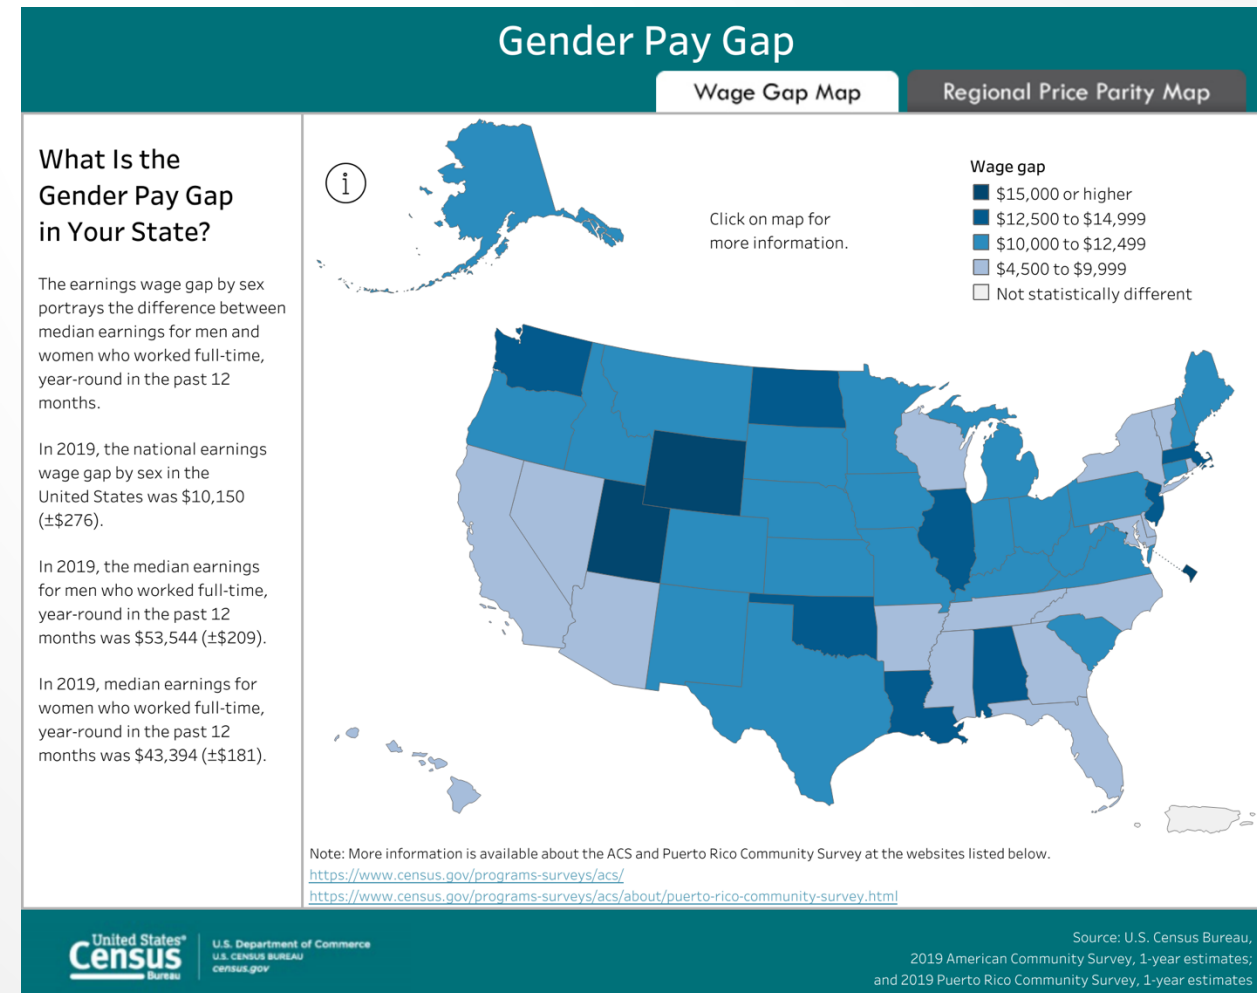 Gender Pay Gap
Wage Gap Map
Regional Price Parity Map
What Is the
Gender Pay Gap
in Your State?
The earnings wage gap by sex
portrays the difference between
median earnings for men and
women who worked full-time,
year-round in the past 12
months.
In 2019, the national earnings
wage gap by sex in the
United States was $10,150
(±$276).
In 2019, the median earnings
for men who worked full-time,
year-round in the past 12
months was $53,544 (±$209).
In 2019, median earnings for
women who worked full-time,
year-round in the past 12
months was $43,394 (±$181).
i
Click on map for
more information.
Wage gap
$15,000 or higher
$12,500 to $14,999
$10,000 to $12,499
$4,500 to $9,999
Not statistically different
Note: More information is available about the ACS and Puerto Rico Community Survey at the websites listed below.
https://www.census.gov/programs-surveys/acs/
https://www.census.gov/programs-surveys/acs/about/puerto-rico-community-survey.html
United States®
Census
Bureau
U.S. Department of Commerce
U.S. CENSUS BUREAU
census.gov
Source: U.S. Census Bureau,
2019 American Community Survey, 1-year estimates;
and 2019 Puerto Rico Community Survey, 1-year estimates